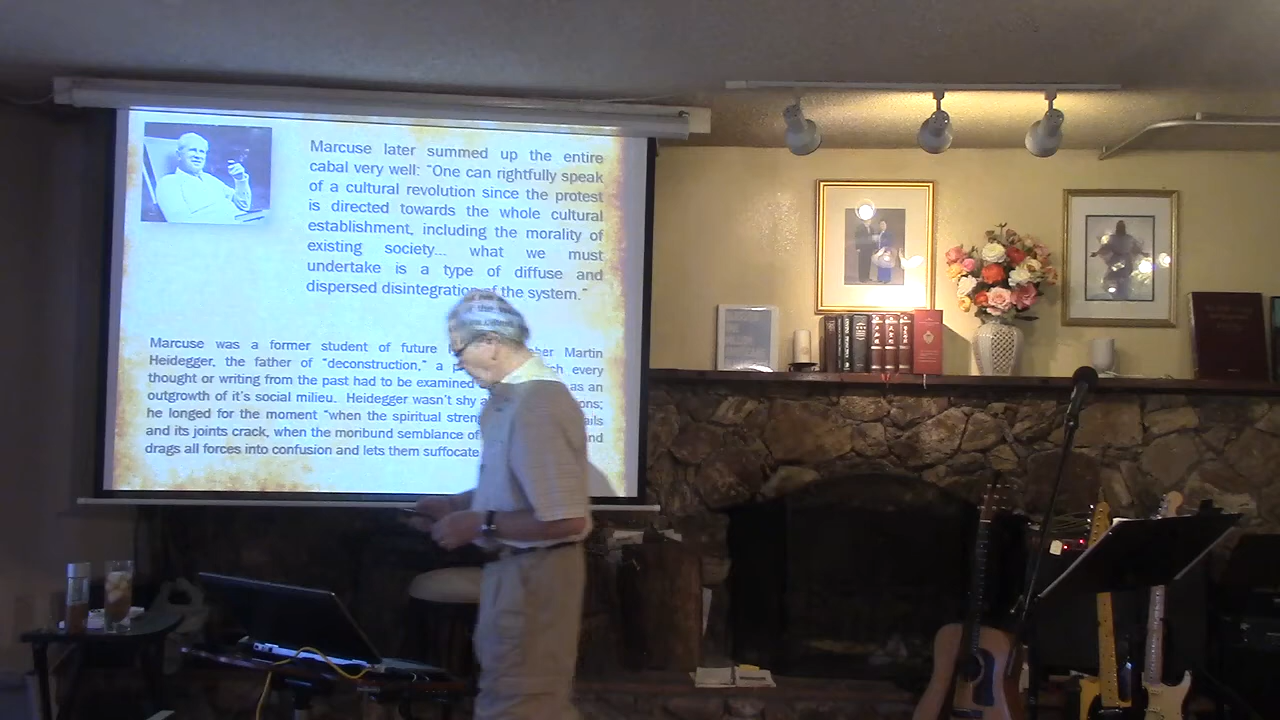 Marcuse later summed up the entire
cabal very well: "One can rightfully speak
of a cultural revolution since the protest
is directed towards the whole cultural
establishment, including the morality of
existing society... what we must
undertake is a type of diffuse and
dispersed disintegration of the system."
Marcuse was a former student of future Martin
Heidegger, the father of "deconstruction," a every
thought or writing from the past had to be examined as an
outgrowth of it's social milieu. Heidegger wasn't shy
he longed for the moment "when the spiritual
and its joints crack, when the moribund semblance of
drags all forces into confusion and lets them suffocate